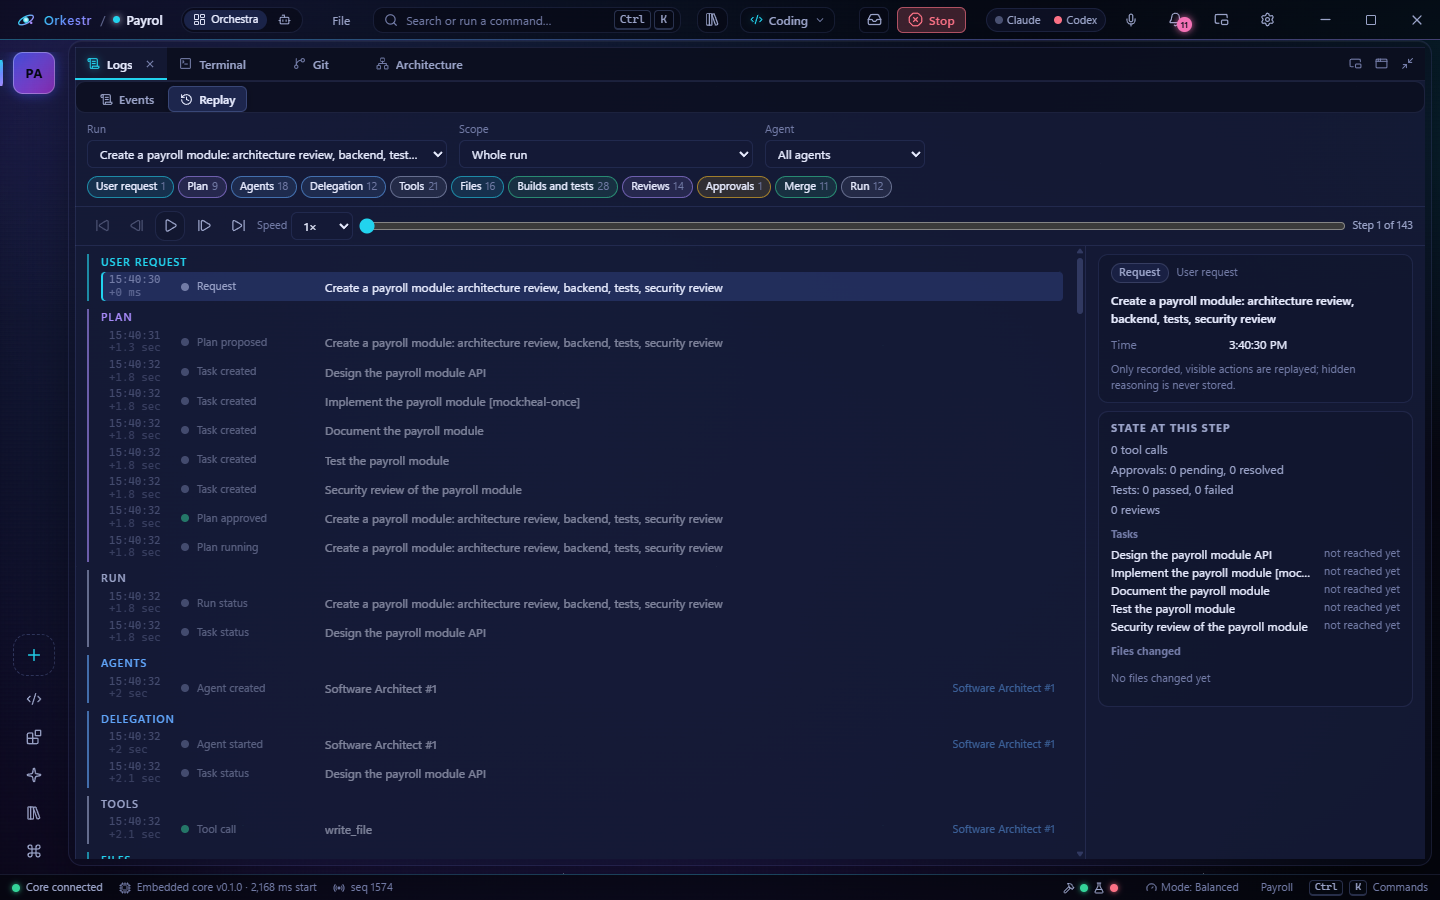 Orkestr / Payrol
Orchestra
File
Search or run a command...
Ctrl K
Coding
Stop
Claude
Codex
11
PA
Logs
Terminal
Git
Architecture
Events
Replay
Run
Scope
Agent
Create a payroll module: architecture review, backend, test...
Whole run
All agents
User request 1
Plan 9
Agents 18
Delegation 12
Tools 21
Files 16
Builds and tests 28
Reviews 14
Approvals 1
Merge 11
Run 12
Speed
1×
Step 1 of 143
USER REQUEST
15:40:30
+0 ms
Request
Create a payroll module: architecture review, backend, tests, security review
PLAN
15:40:31
+1.3 sec
Plan proposed
Create a payroll module: architecture review, backend, tests, security review
15:40:32
+1.8 sec
Task created
Design the payroll module API
15:40:32
+1.8 sec
Task created
Implement the payroll module [mock:heal-once]
15:40:32
+1.8 sec
Task created
Document the payroll module
15:40:32
+1.8 sec
Task created
Test the payroll module
15:40:32
+1.8 sec
Task created
Security review of the payroll module
15:40:32
+1.8 sec
Plan approved
Create a payroll module: architecture review, backend, tests, security review
15:40:32
+1.8 sec
Plan running
Create a payroll module: architecture review, backend, tests, security review
RUN
15:40:32
+1.8 sec
Run status
Create a payroll module: architecture review, backend, tests, security review
15:40:32
+1.8 sec
Task status
Design the payroll module API
AGENTS
15:40:32
+2 sec
Agent created
Software Architect #1
Software Architect #1
DELEGATION
15:40:32
+2 sec
Agent started
Software Architect #1
Software Architect #1
15:40:32
+2.1 sec
Task status
Design the payroll module API
TOOLS
15:40:32
+2.1 sec
Tool call
write_file
Software Architect #1
FILES
Request
User request
Create a payroll module: architecture review,
backend, tests, security review
Time
3:40:30 PM
Only recorded, visible actions are replayed; hidden
reasoning is never stored.
STATE AT THIS STEP
0 tool calls
Approvals: 0 pending, 0 resolved
Tests: 0 passed, 0 failed
0 reviews
Tasks
Design the payroll module API
not reached yet
Implement the payroll module [moc...
not reached yet
Document the payroll module
not reached yet
Test the payroll module
not reached yet
Security review of the payroll module
not reached yet
Files changed
No files changed yet
Core connected
Embedded core v0.1.0 · 2,168 ms start
seq 1574
Mode: Balanced
Payroll
Ctrl K Commands